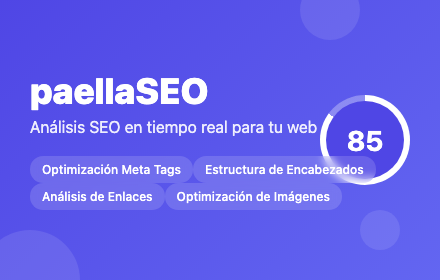 paellaSEO
Análisis SEO en tiempo real para tu web
85
Optimización Meta Tags
Estructura de Encabezados
Análisis de Enlaces
Optimización de Imágenes